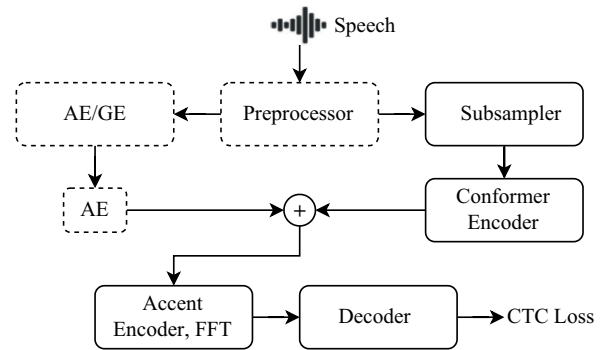 Speech
AE/GE
Preprocessor
Subsampler
AE
+
Conformer
Encoder
Accent
Encoder, FFT
Decoder
CTC Loss